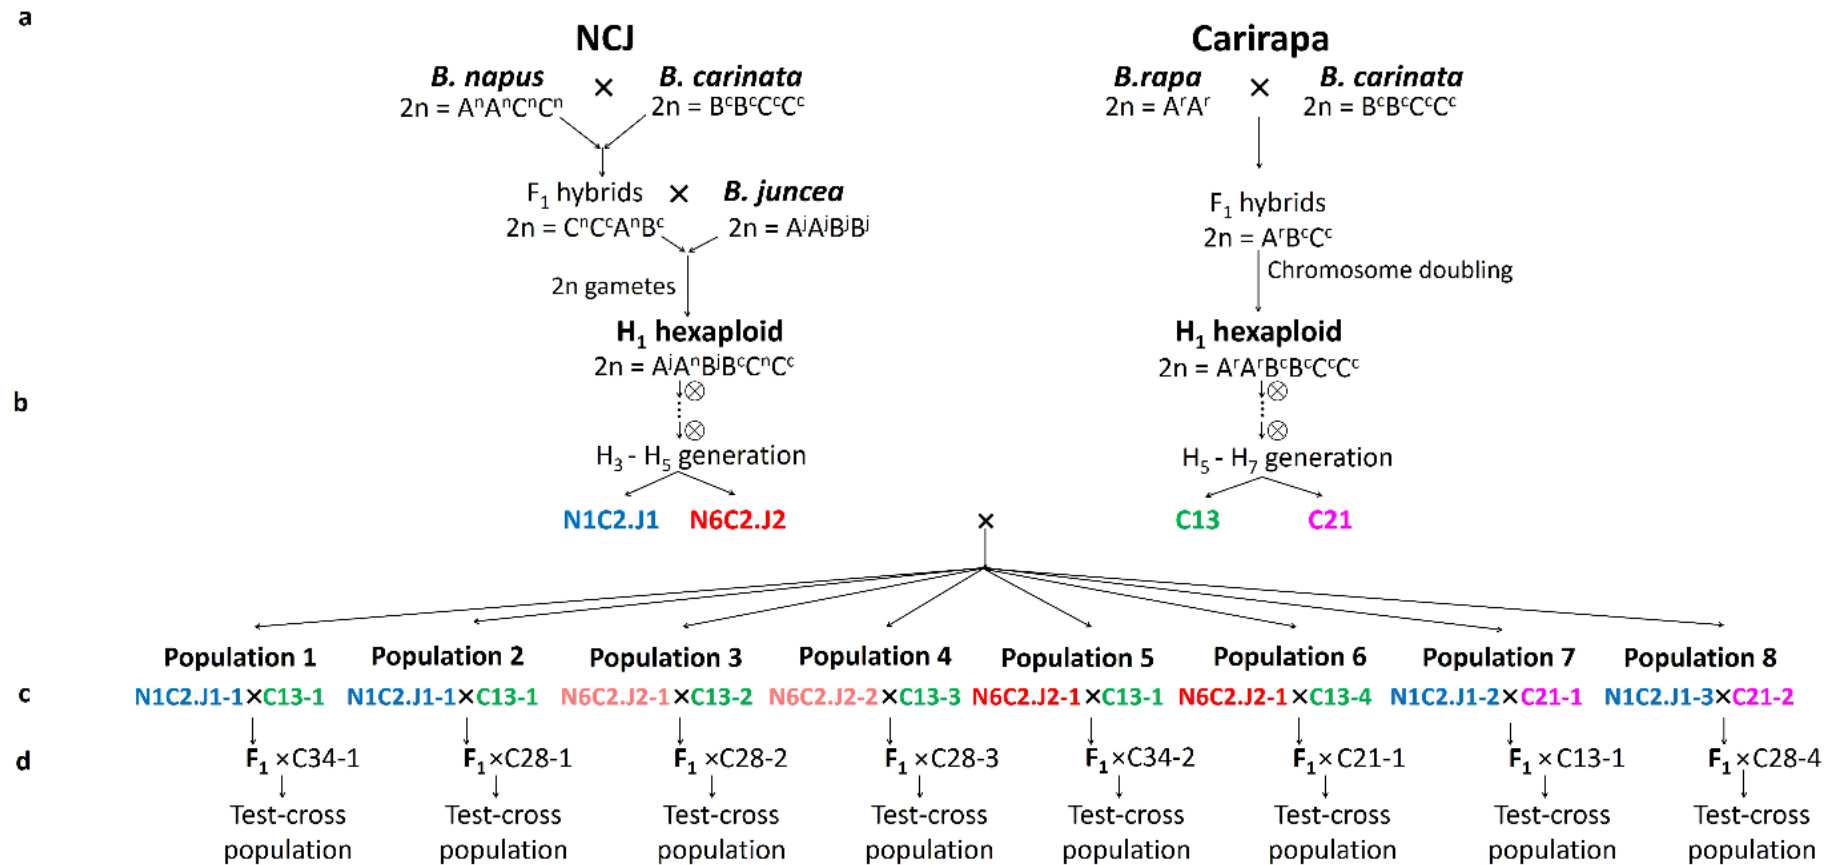 a
NCJ
Carirapa
B. napus × B. carinata
B.rapa × B. carinata
2n = AⁿAⁿCⁿCⁿ 2n = BᶜBᶜCᶜCᶜ
2n = AʳAʳ 2n = BᶜBᶜCᶜCᶜ
F₁ hybrids × B. juncea
F₁ hybrids
2n = CⁿCᶜAⁿBᶜ 2n = AʲAʲBʲBʲ
2n = AʳBᶜCᶜ
2n gametes
Chromosome doubling
H₁ hexaploid
H₁ hexaploid
2n = AʲAⁿBʲBᶜCⁿCᶜ
2n = AʳAʳBᶜBᶜCᶜCᶜ
b
H₃ - H₅ generation
H₅ - H₇ generation
N1C2.J1 N6C2.J2 × C13 C21
Population 1 Population 2 Population 3 Population 4 Population 5 Population 6 Population 7 Population 8
c
N1C2.J1-1×C13-1 N1C2.J1-1×C13-1 N6C2.J2-1×C13-2 N6C2.J2-2×C13-3 N6C2.J2-1×C13-1 N6C2.J2-1×C13-4 N1C2.J1-2×C21-1 N1C2.J1-3×C21-2
d
F₁ ×C34-1 F₁×C28-1 F₁ ×C28-2 F₁ ×C28-3 F₁×C34-2 F₁ ×C21-1 F₁ ×C13-1 F₁ ×C28-4
Test-cross Test-cross Test-cross Test-cross Test-cross Test-cross Test-cross Test-cross
population population population population population population population population